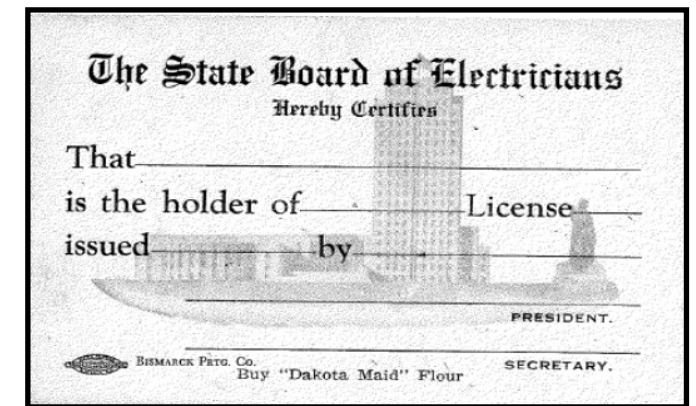 The State Board of Electricians
Hereby Certifies
That
is the holder of License
issued by
PRESIDENT.
BISMARCK PRTG. CO. SECRETARY.
Buy "Dakota Maid" Flour